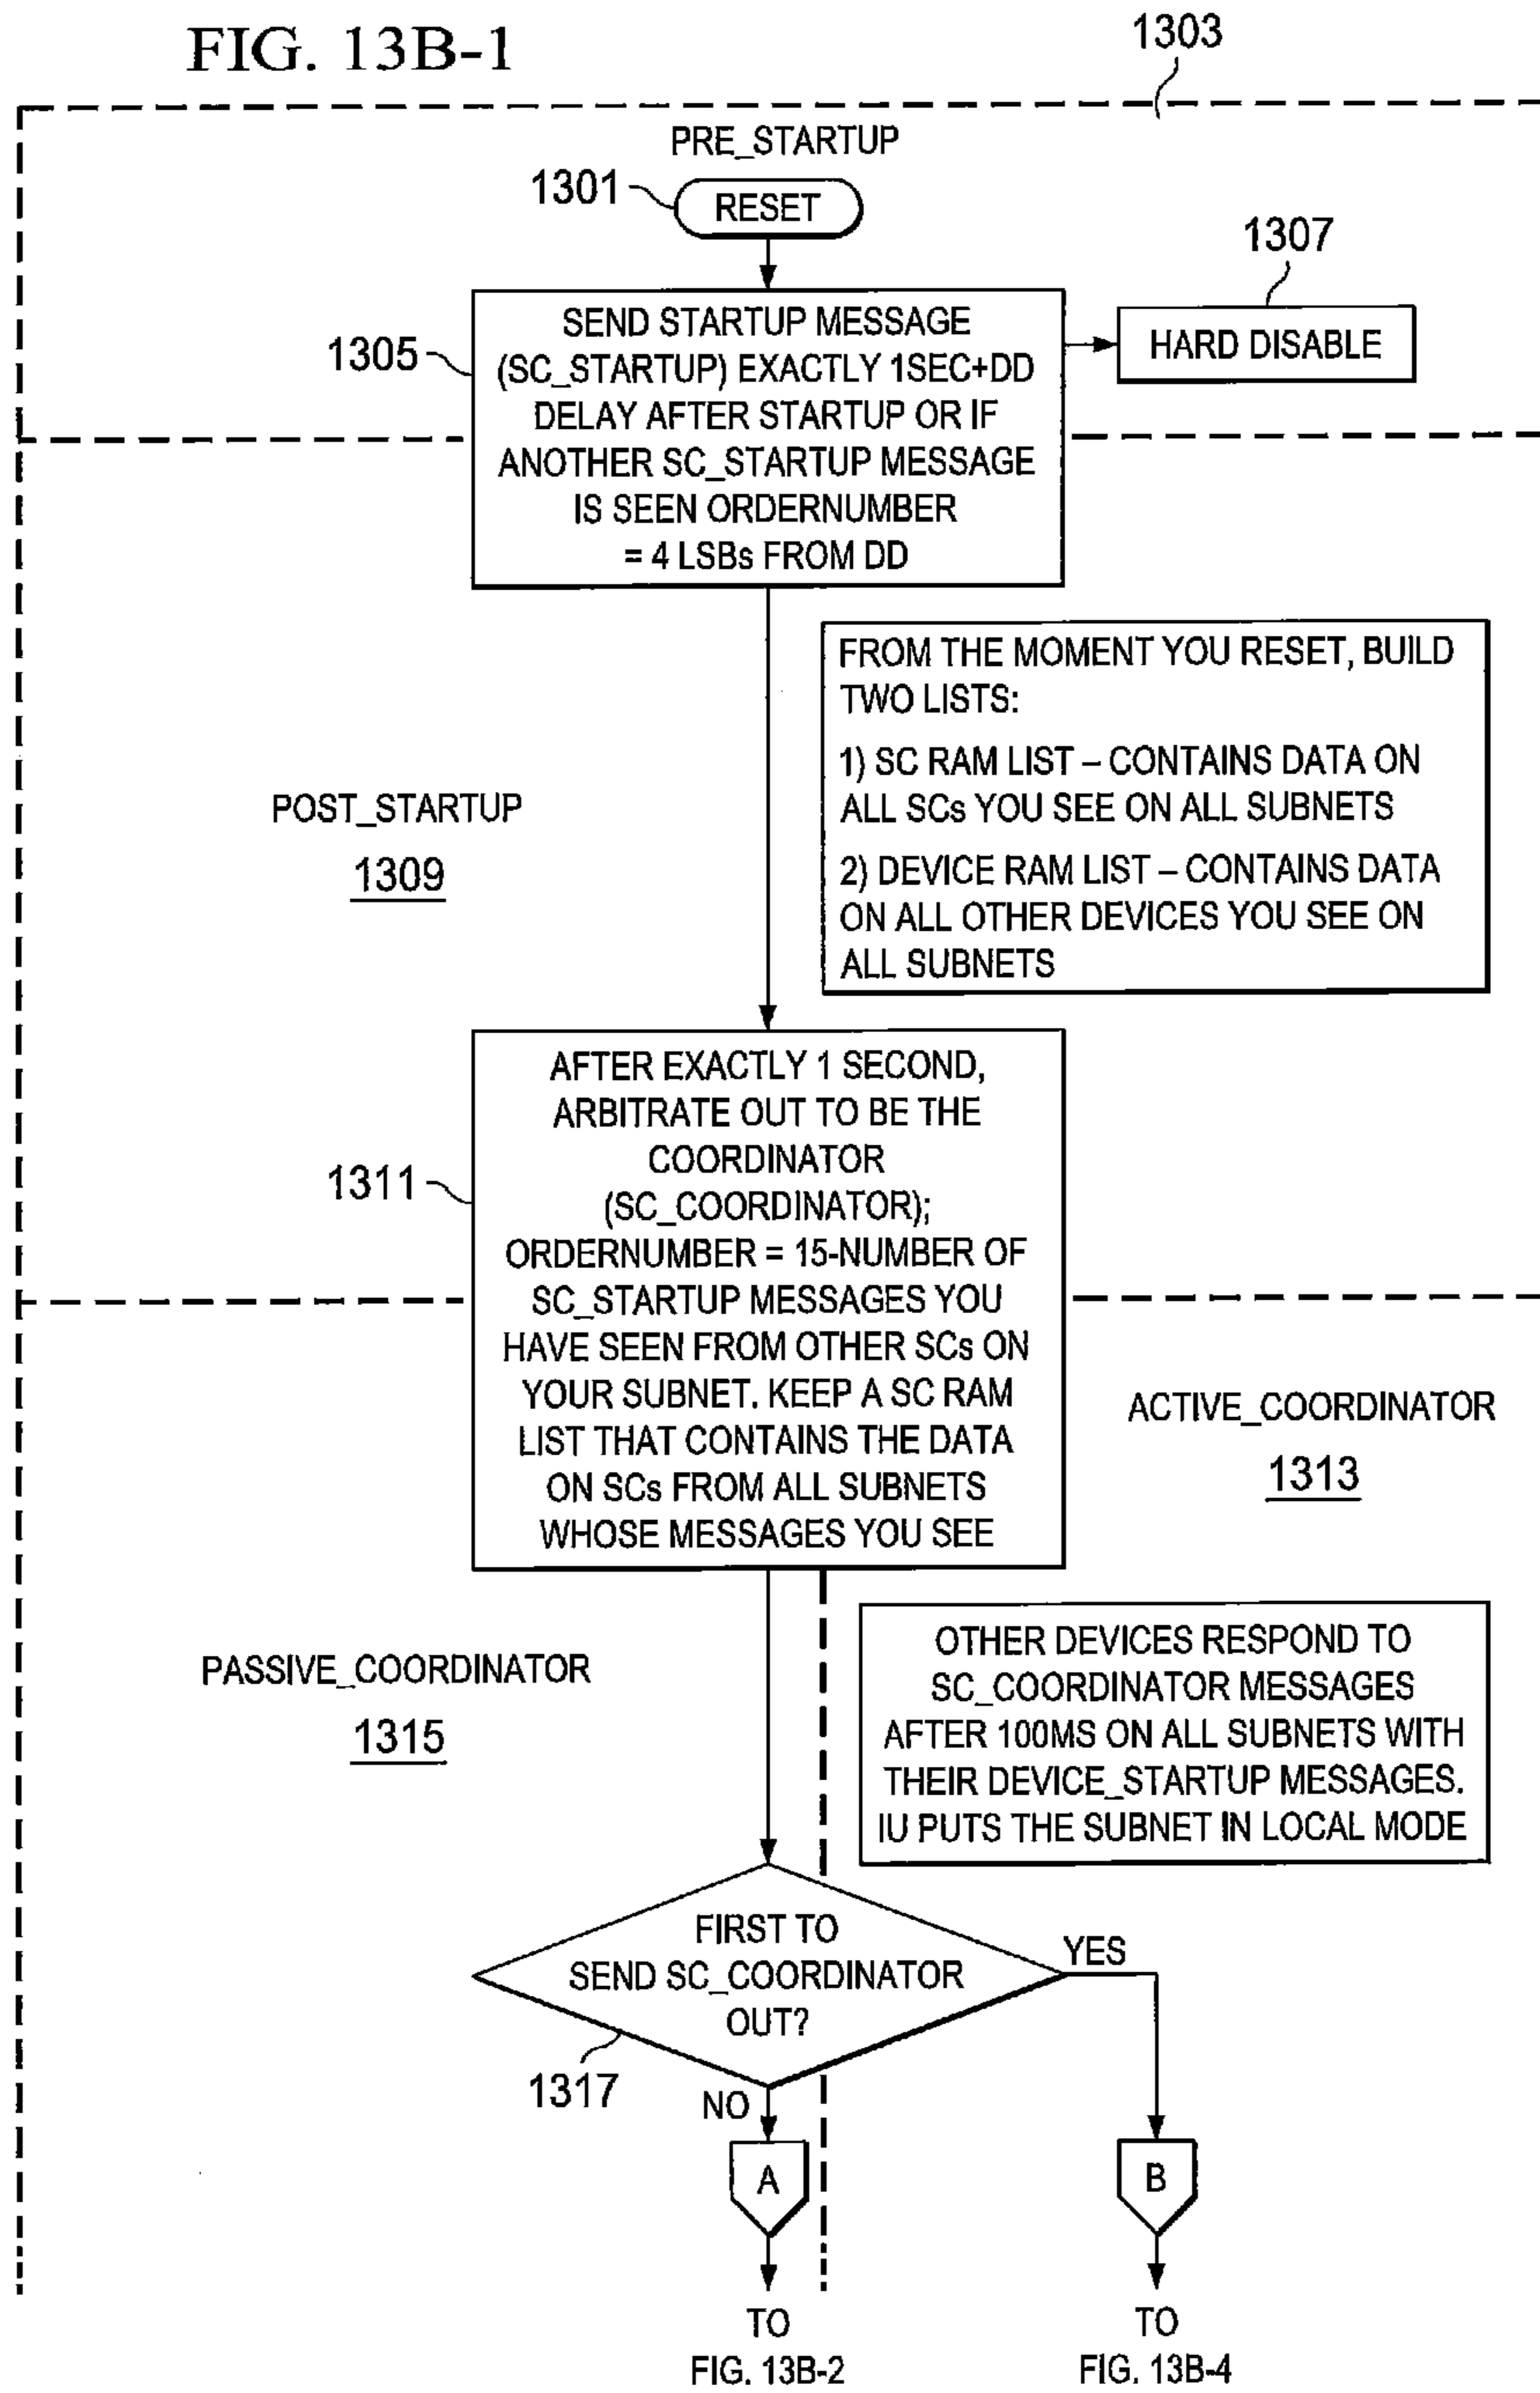 FIG. 13B-1
1303
PRE_STARTUP
1301
RESET
1307
HARD DISABLE
1305
SEND STARTUP MESSAGE
(SC_STARTUP) EXACTLY 1SEC+DD
DELAY AFTER STARTUP OR IF
ANOTHER SC_STARTUP MESSAGE
IS SEEN ORDERNUMBER
= 4 LSBs FROM DD
FROM THE MOMENT YOU RESET, BUILD
TWO LISTS:
1) SC RAM LIST – CONTAINS DATA ON
ALL SCs YOU SEE ON ALL SUBNETS
2) DEVICE RAM LIST – CONTAINS DATA
ON ALL OTHER DEVICES YOU SEE ON
ALL SUBNETS
POST_STARTUP
1309
1311
AFTER EXACTLY 1 SECOND,
ARBITRATE OUT TO BE THE
COORDINATOR
(SC_COORDINATOR);
ORDERNUMBER = 15-NUMBER OF
SC_STARTUP MESSAGES YOU
HAVE SEEN FROM OTHER SCs ON
YOUR SUBNET. KEEP A SC RAM
LIST THAT CONTAINS THE DATA
ON SCs FROM ALL SUBNETS
WHOSE MESSAGES YOU SEE
ACTIVE_COORDINATOR
1313
PASSIVE_COORDINATOR
1315
OTHER DEVICES RESPOND TO
SC_COORDINATOR MESSAGES
AFTER 100MS ON ALL SUBNETS WITH
THEIR DEVICE_STARTUP MESSAGES.
IU PUTS THE SUBNET IN LOCAL MODE
FIRST TO
SEND SC_COORDINATOR
OUT?
YES
1317
NO
A
B
TO
FIG. 13B-2
TO
FIG. 13B-4